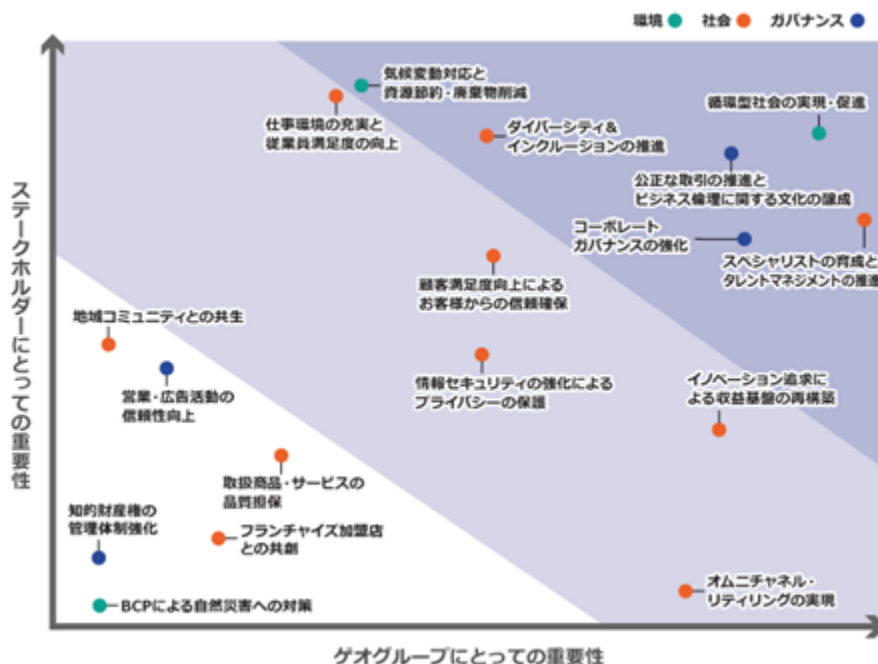 環境 社会 ガバナンス
気候変動対応と
資源節約・廃棄物削減
仕事環境の充実と
従業員満足度の向上
ダイバーシティ&
インクルージョンの推進
循環型社会の実現・促進
公正な取引の推進と
ビジネス倫理に関する文化の醸成
コーポレート
ガバナンスの強化
スペシャリストの育成と
タレントマネジメントの推進
顧客満足度向上による
お客様からの信頼確保
地域コミュニティとの共生
営業・広告活動の
信頼性向上
情報セキュリティの強化による
プライバシーの保護
イノベーション追求に
よる収益基盤の再構築
取扱商品・サービスの
品質担保
知的財産権の
管理体制強化
フランチャイズ加盟店
との共創
BCPによる自然災害への対策
オムニチャネル・
リティリングの実現
ステークホルダーにとっての重要性
ゲオグループにとっての重要性